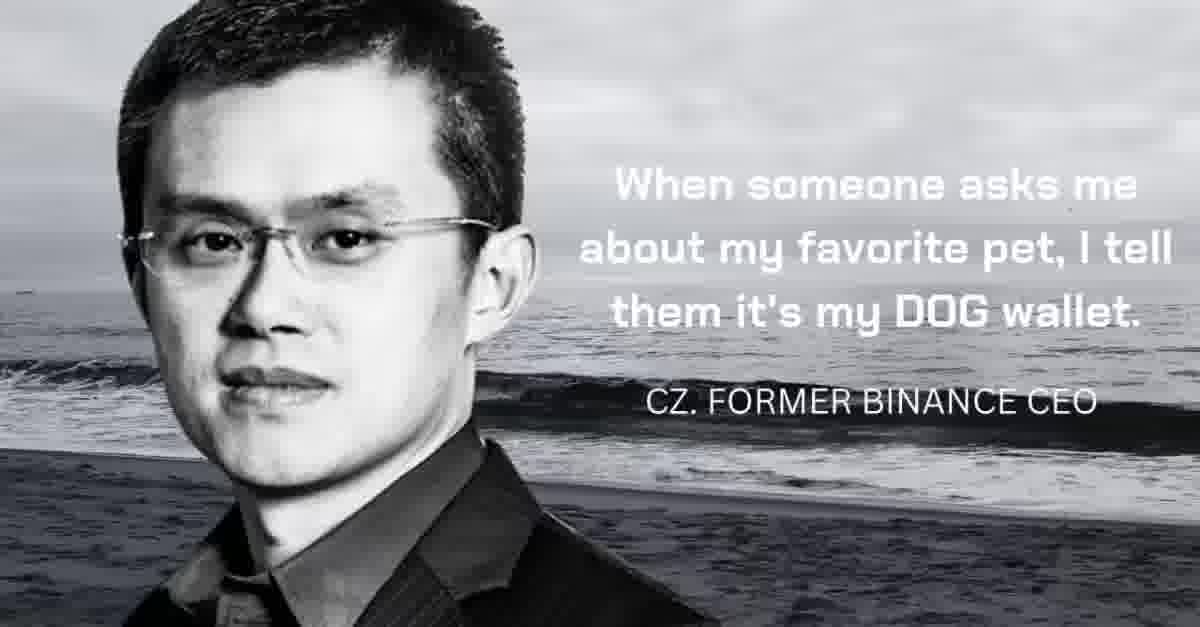 When someone asks me
about my favorite pet, I tell
them it's my DOG wallet.
CZ. FORMER BINANCE CEO